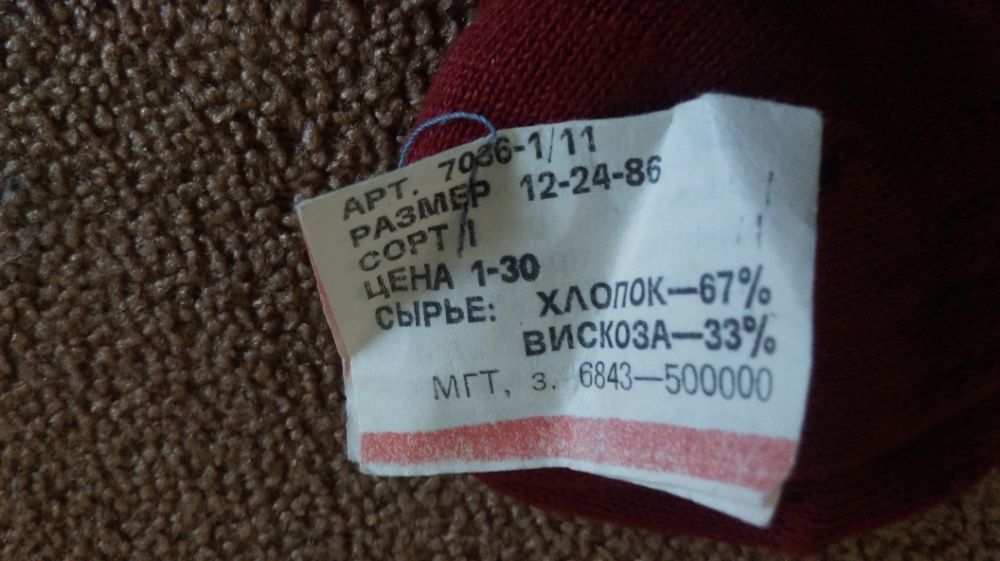 АРТ. 7036-1/11
РАЗМЕР 12-24-86
СОРТ I
ЦЕНА 1-30
СЫРЬЕ: ХЛОПОК—67%
ВИСКОЗА—33%
МГТ, з. 6843—500000